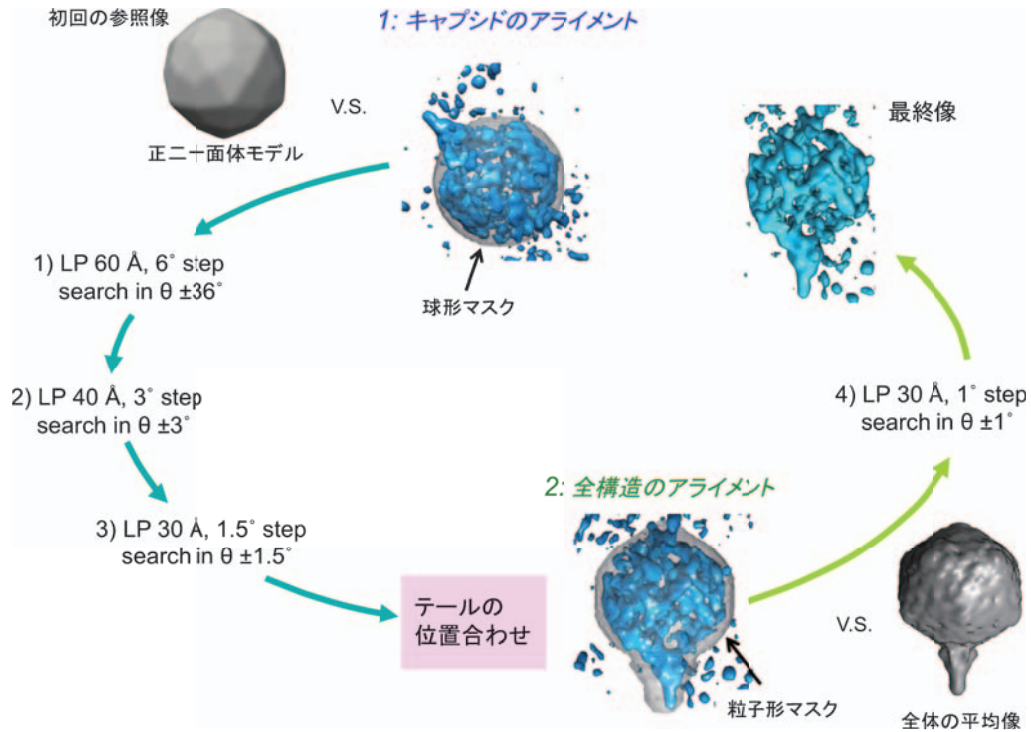 初回の参照像
1: キャプシドのアライメント
V.S.
正二十面体モデル
最終像
1) LP 60 Å, 6° step
search in θ ±36°
球形マスク
2) LP 40 Å, 3° step
search in θ ±3°
4) LP 30 Å, 1° step
search in θ ±1°
2: 全構造のアライメント
3) LP 30 Å, 1.5° step
search in θ ±1.5°
テールの
位置合わせ
V.S.
粒子形マスク
全体の平均像